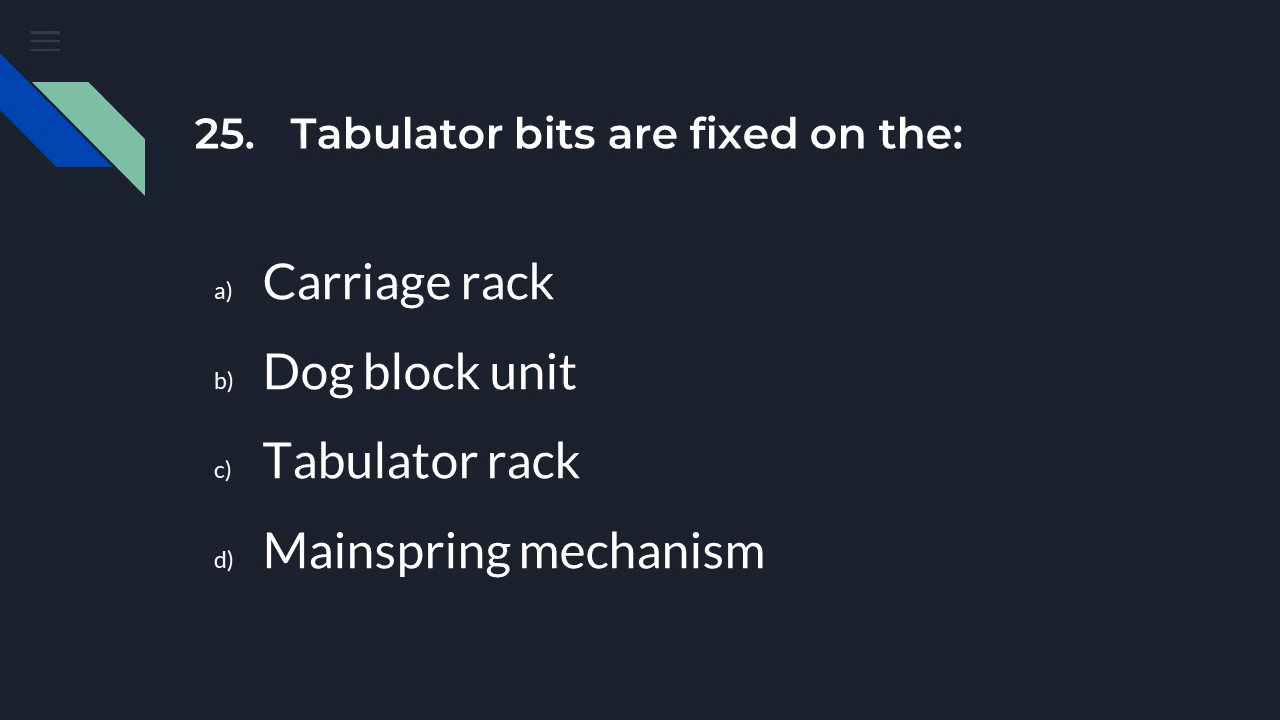 25. Tabulator bits are fixed on the:
a) Carriage rack
b) Dog block unit
c) Tabulator rack
d) Mainspring mechanism